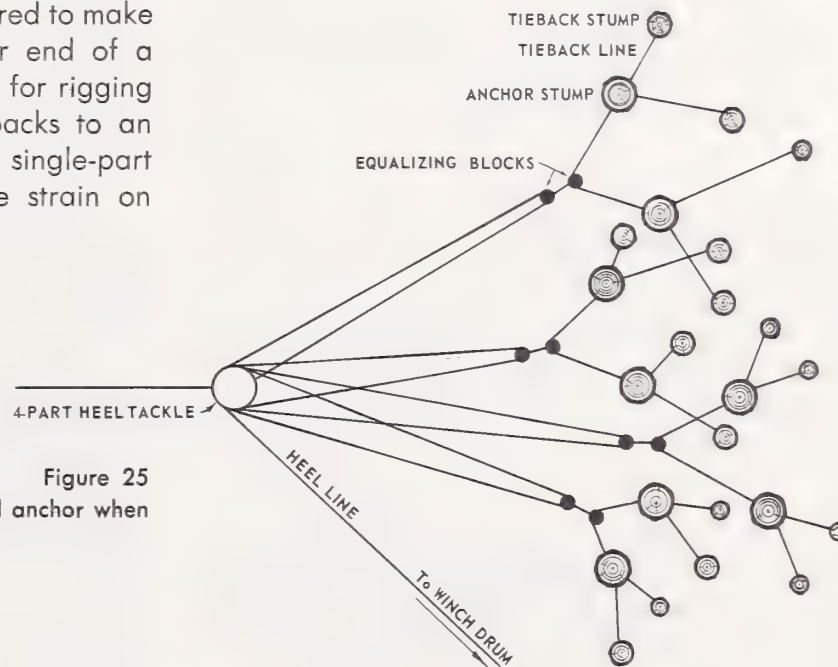 red to make
r end of a
for rigging
backs to an
single-part
e strain on
TIEBACK STUMP
TIEBACK LINE
ANCHOR STUMP
EQUALIZING BLOCKS
4-PART HEEL TACKLE
Figure 25
l anchor when
HEEL LINE
To WINCH DRUM